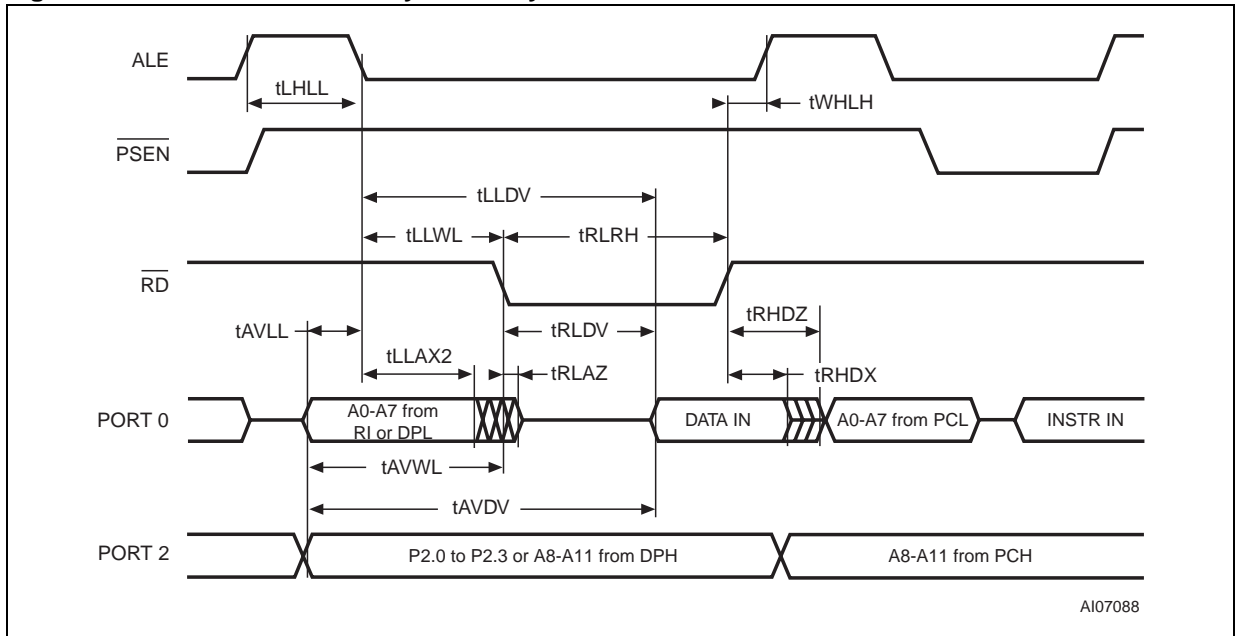 ALE
tLHLL
tWHLH
PSEN
tLLDV
tLLWL
tRLRH
RD
tAVLL
tRLDV
tRHDZ
tLLAX2
tRLAZ
tRHDX
PORT 0
A0-A7 from
RI or DPL
DATA IN
A0-A7 from PCL
INSTR IN
tAVWL
tAVDV
PORT 2
P2.0 to P2.3 or A8-A11 from DPH
A8-A11 from PCH
AI07088